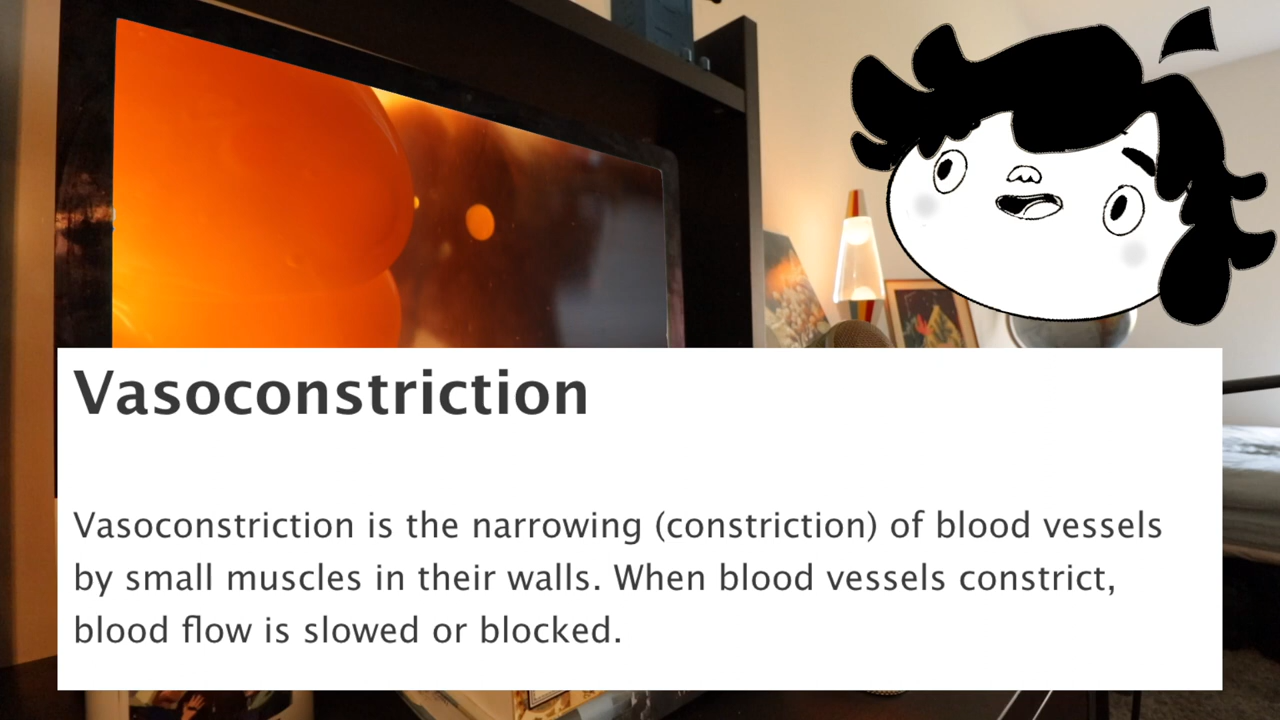 Vasoconstriction
Vasoconstriction is the narrowing (constriction) of blood vessels
by small muscles in their walls. When blood vessels constrict,
blood flow is slowed or blocked.